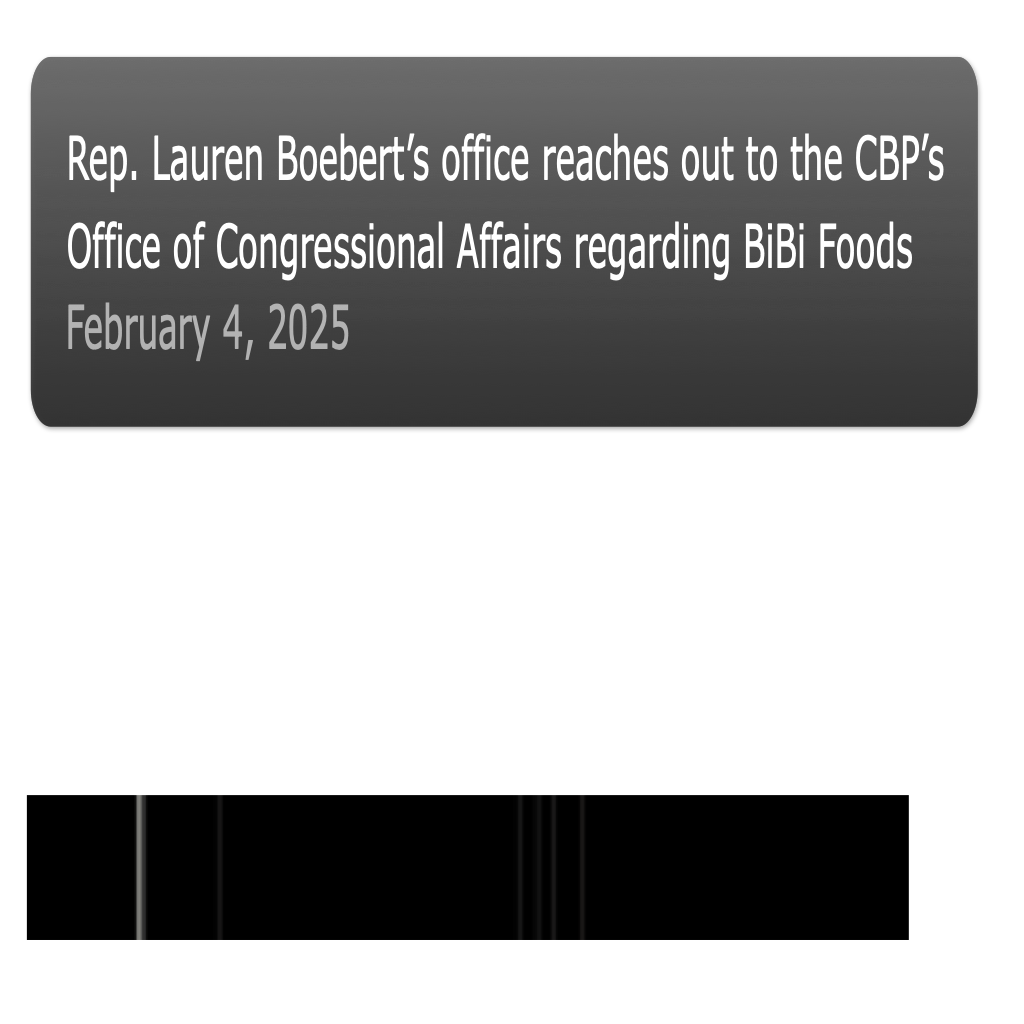 Rep. Lauren Boebert’s office reaches out to the CBP’s
Office of Congressional Affairs regarding BiBi Foods
February 4, 2025